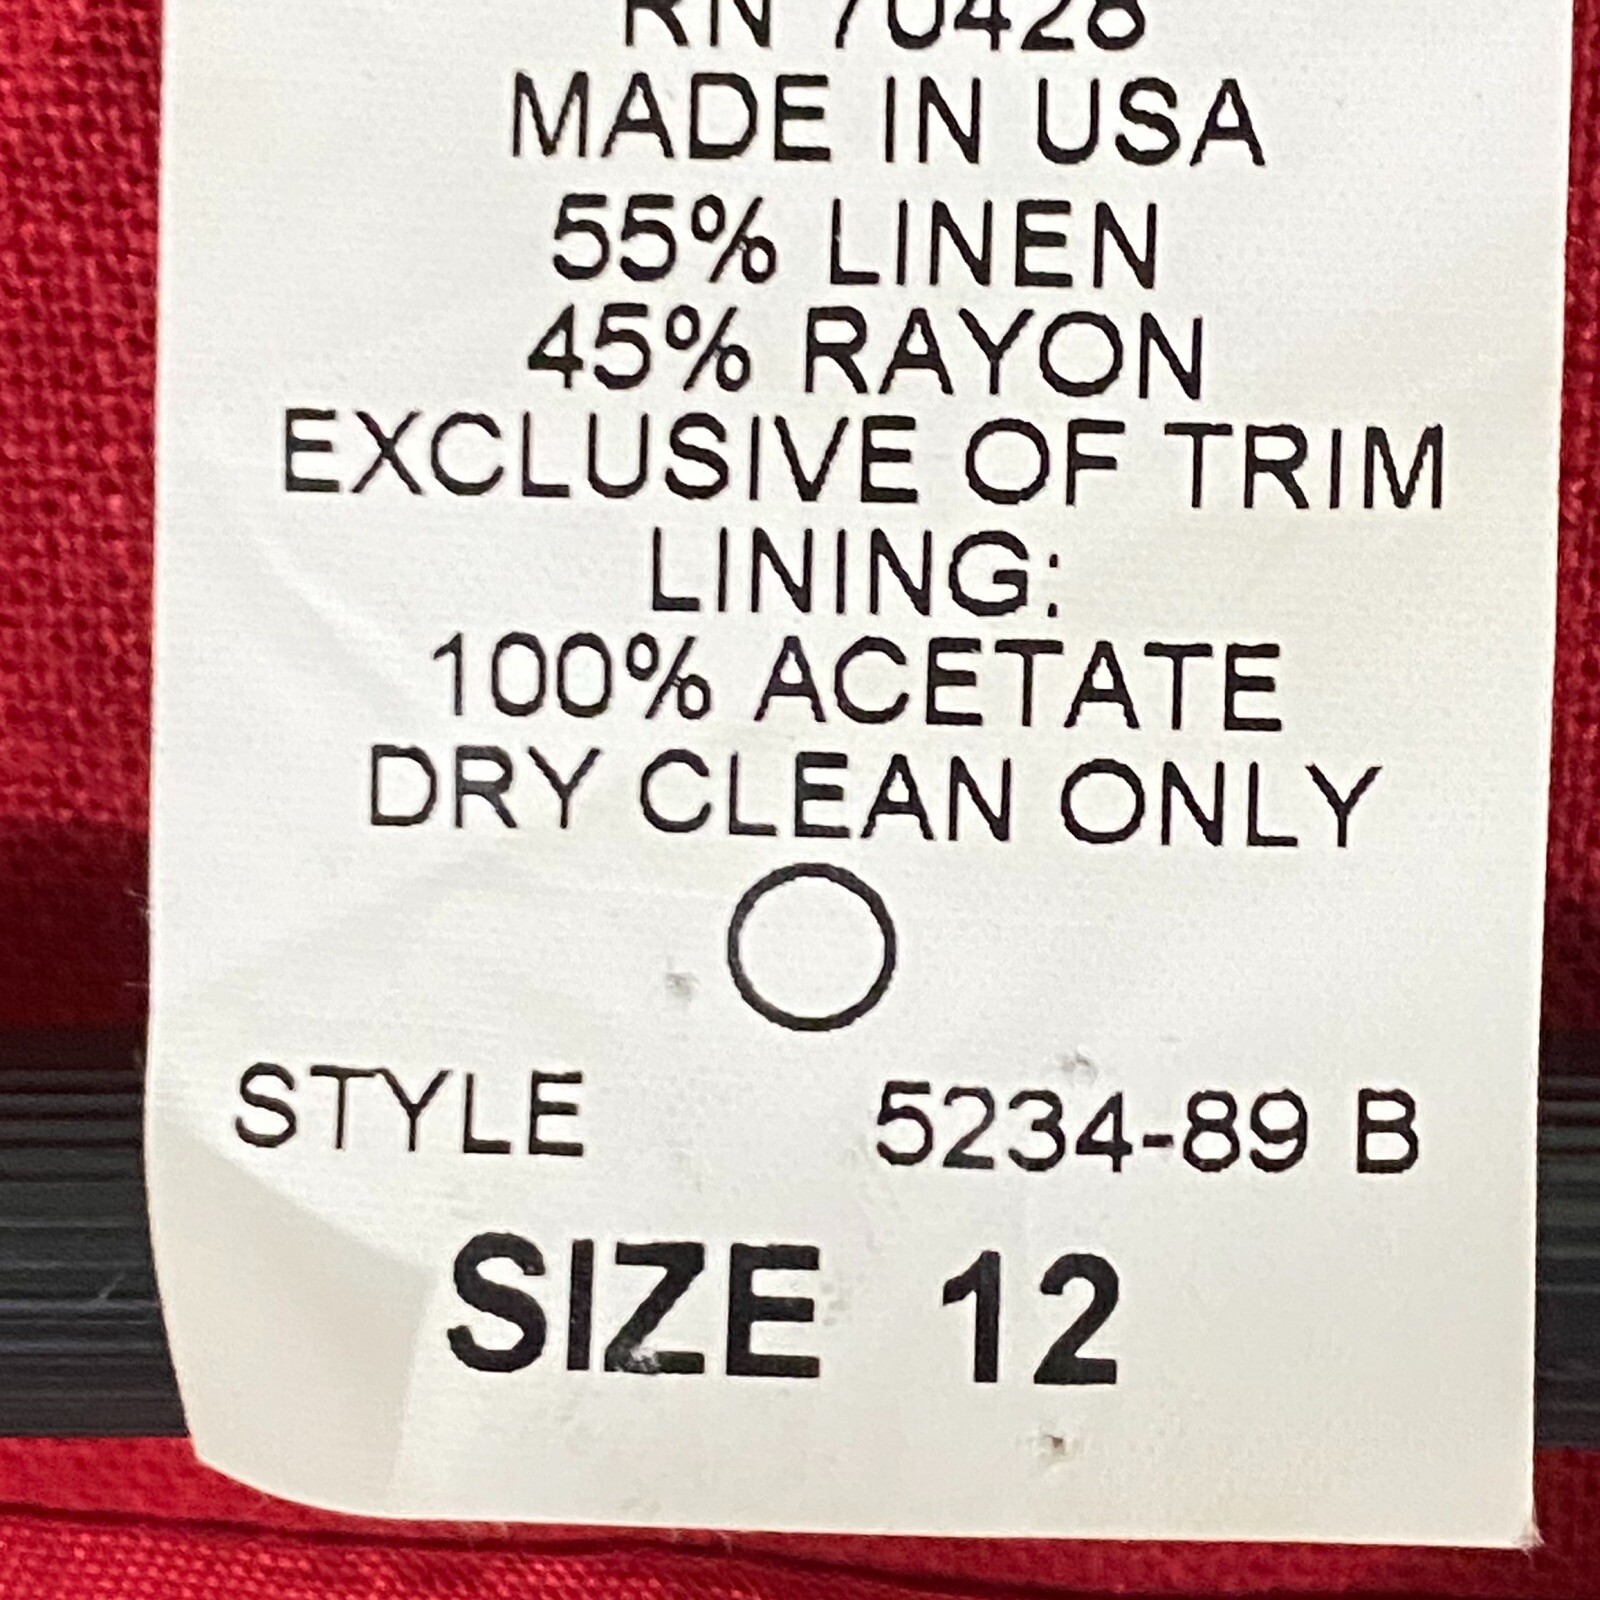 RN 70428
MADE IN USA
55% LINEN
45% RAYON
EXCLUSIVE OF TRIM
LINING:
100% ACETATE
DRY CLEAN ONLY
STYLE 5234-89 B
SIZE 12